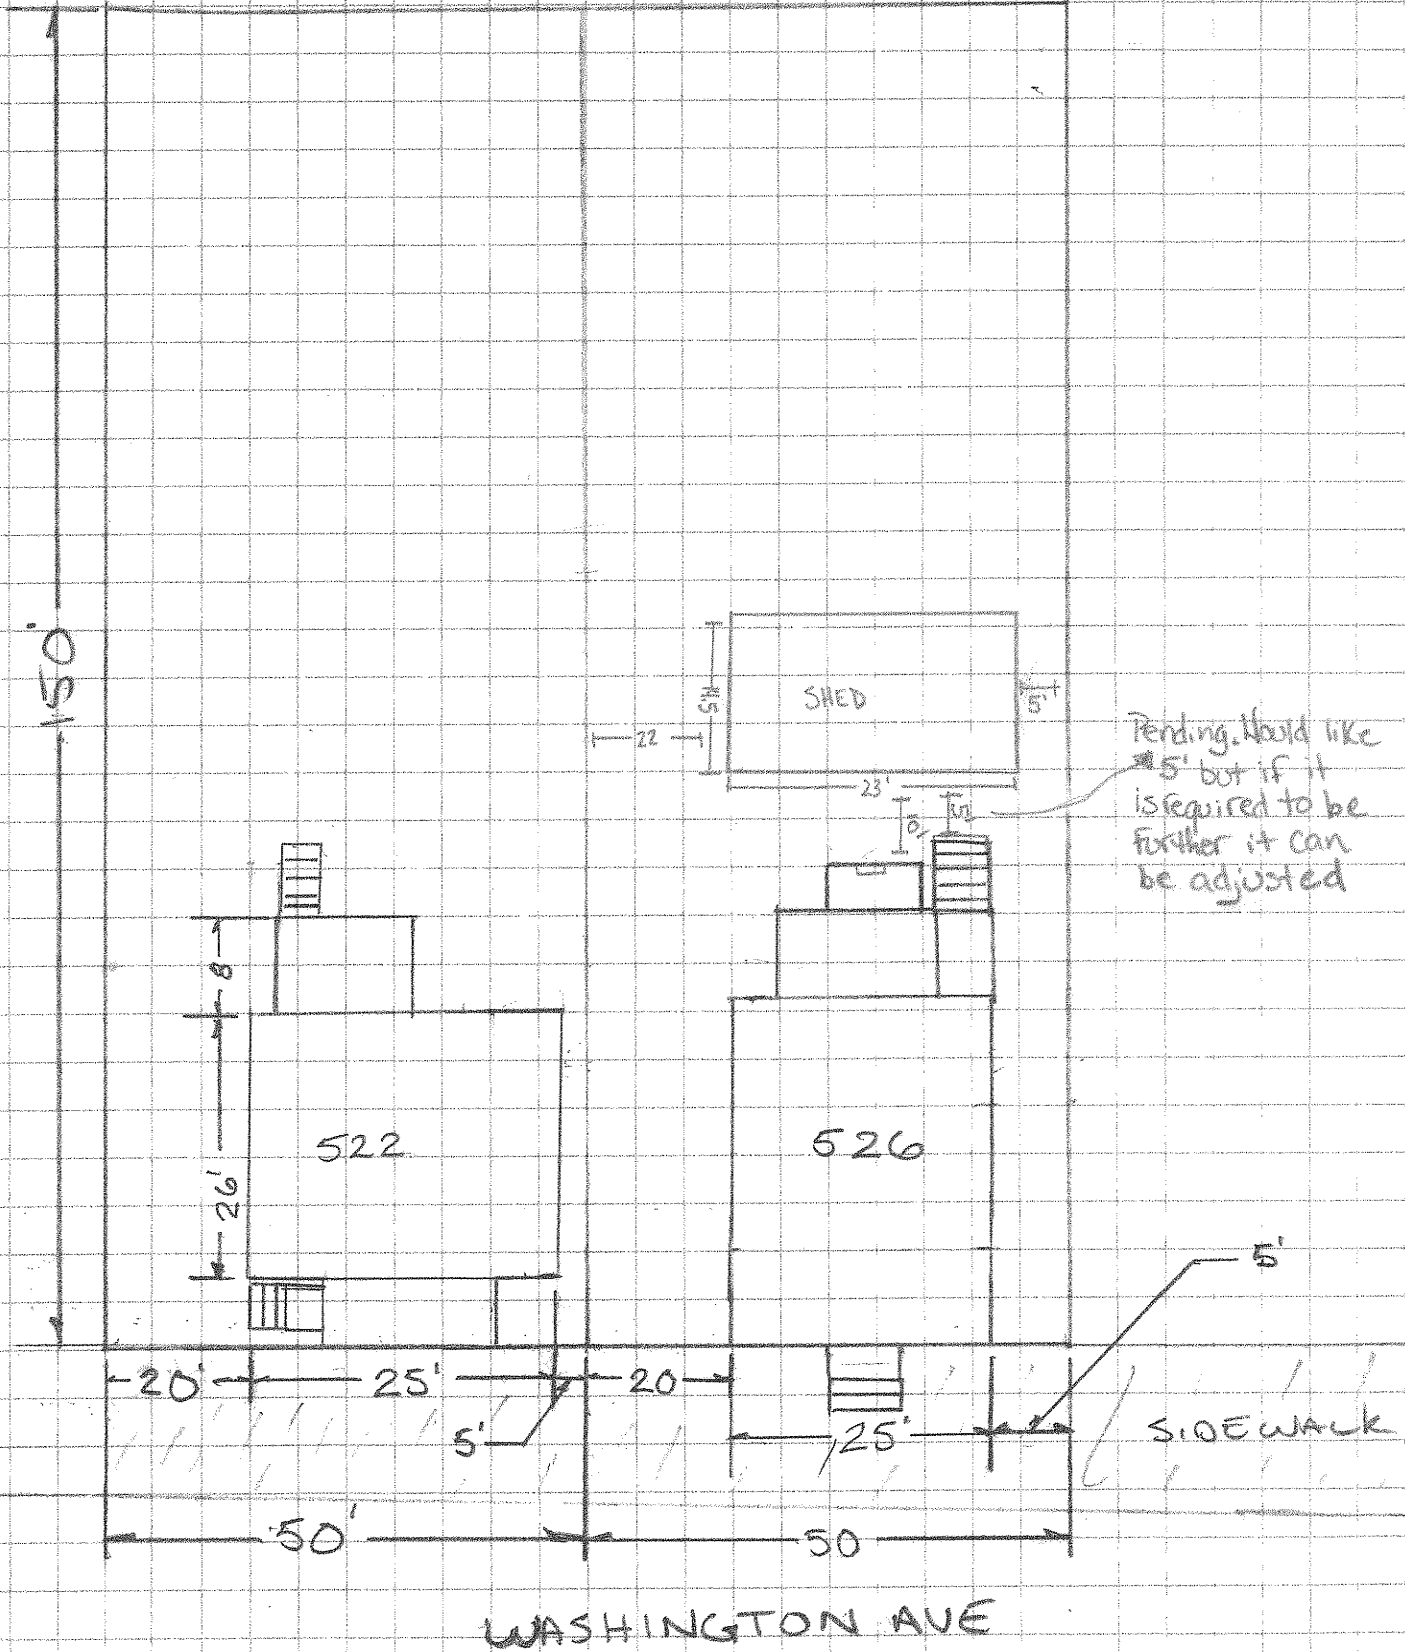 150'
SHED
5'
22
23'
5'
Pending. Would like
5' but if it
is required to be
further it can
be adjusted
8
522
526
26'
5'
20'
25'
20
5'
25'
SIDEWALK
50'
50
WASHINGTON AVE